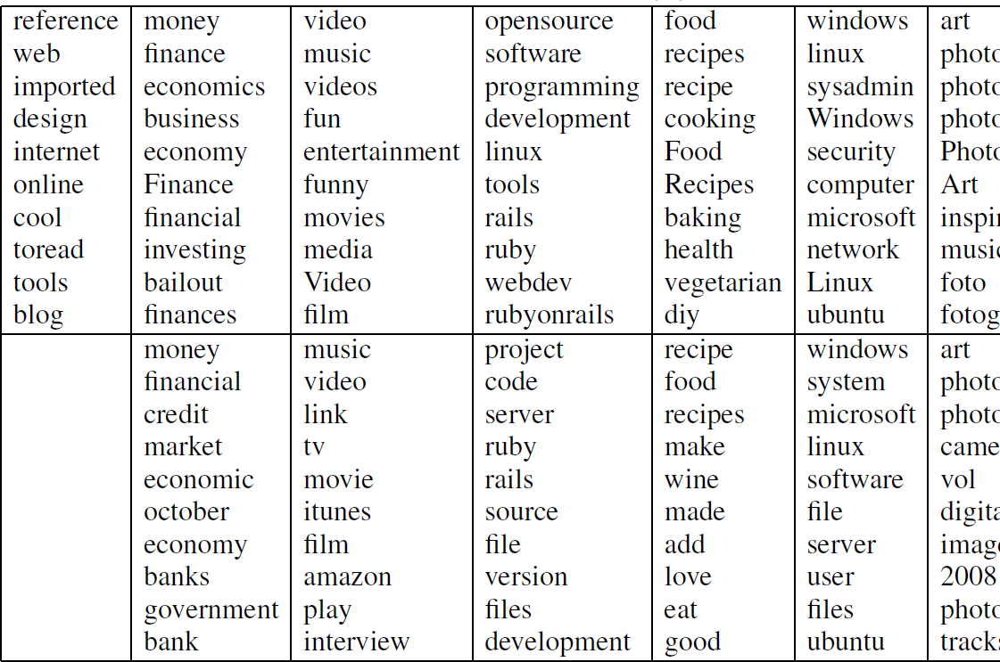 reference money video opensource food windows art
web finance music software recipes linux
imported economics videos programming recipe sysadmin
design business fun development cooking Windows
internet economy entertainment linux Food security
online Finance funny tools Recipes computer Art
cool financial movies rails baking microsoft
toread investing media ruby health network music
tools bailout Video webdev vegetarian Linux foto
blog finances film rubyonrails diy ubuntu
money music project recipe windows art
financial video code food system
credit link server recipes microsoft
market tv ruby make linux
economic movie rails wine software vol
october itunes source made file
economy film file add server
banks amazon version love user 2008
government play files eat files
bank interview development good ubuntu tracks